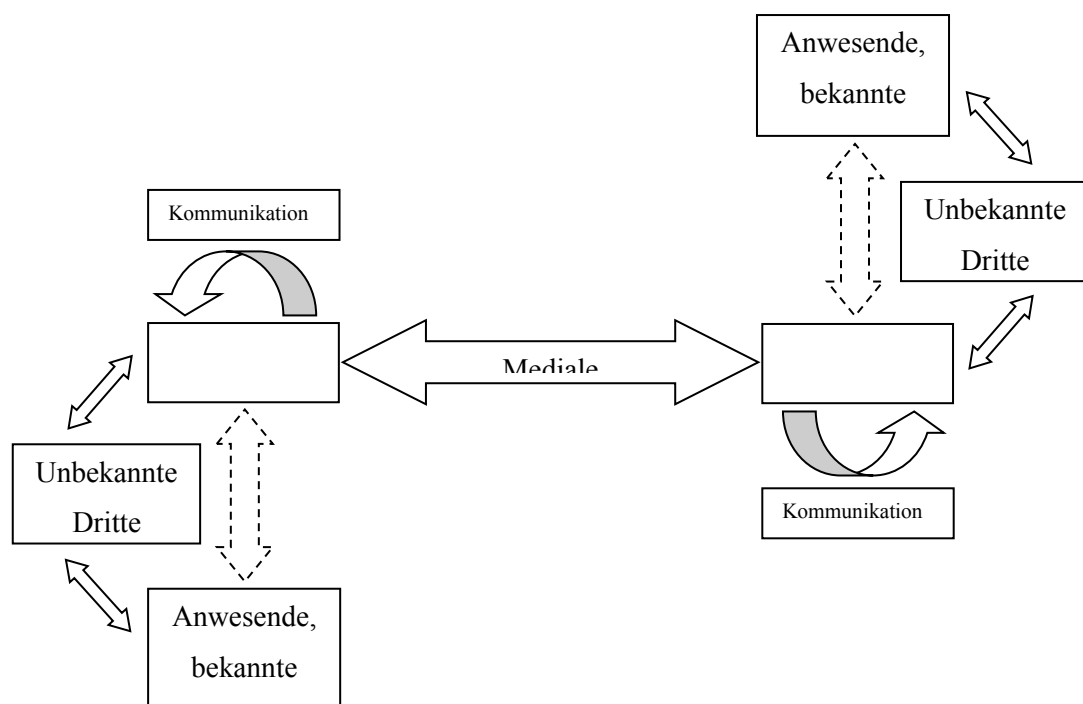 Anwesende,
bekannte
Unbekannte
Dritte
Kommunikation
Mediale
Kommunikation
Unbekannte
Dritte
Anwesende,
bekannte